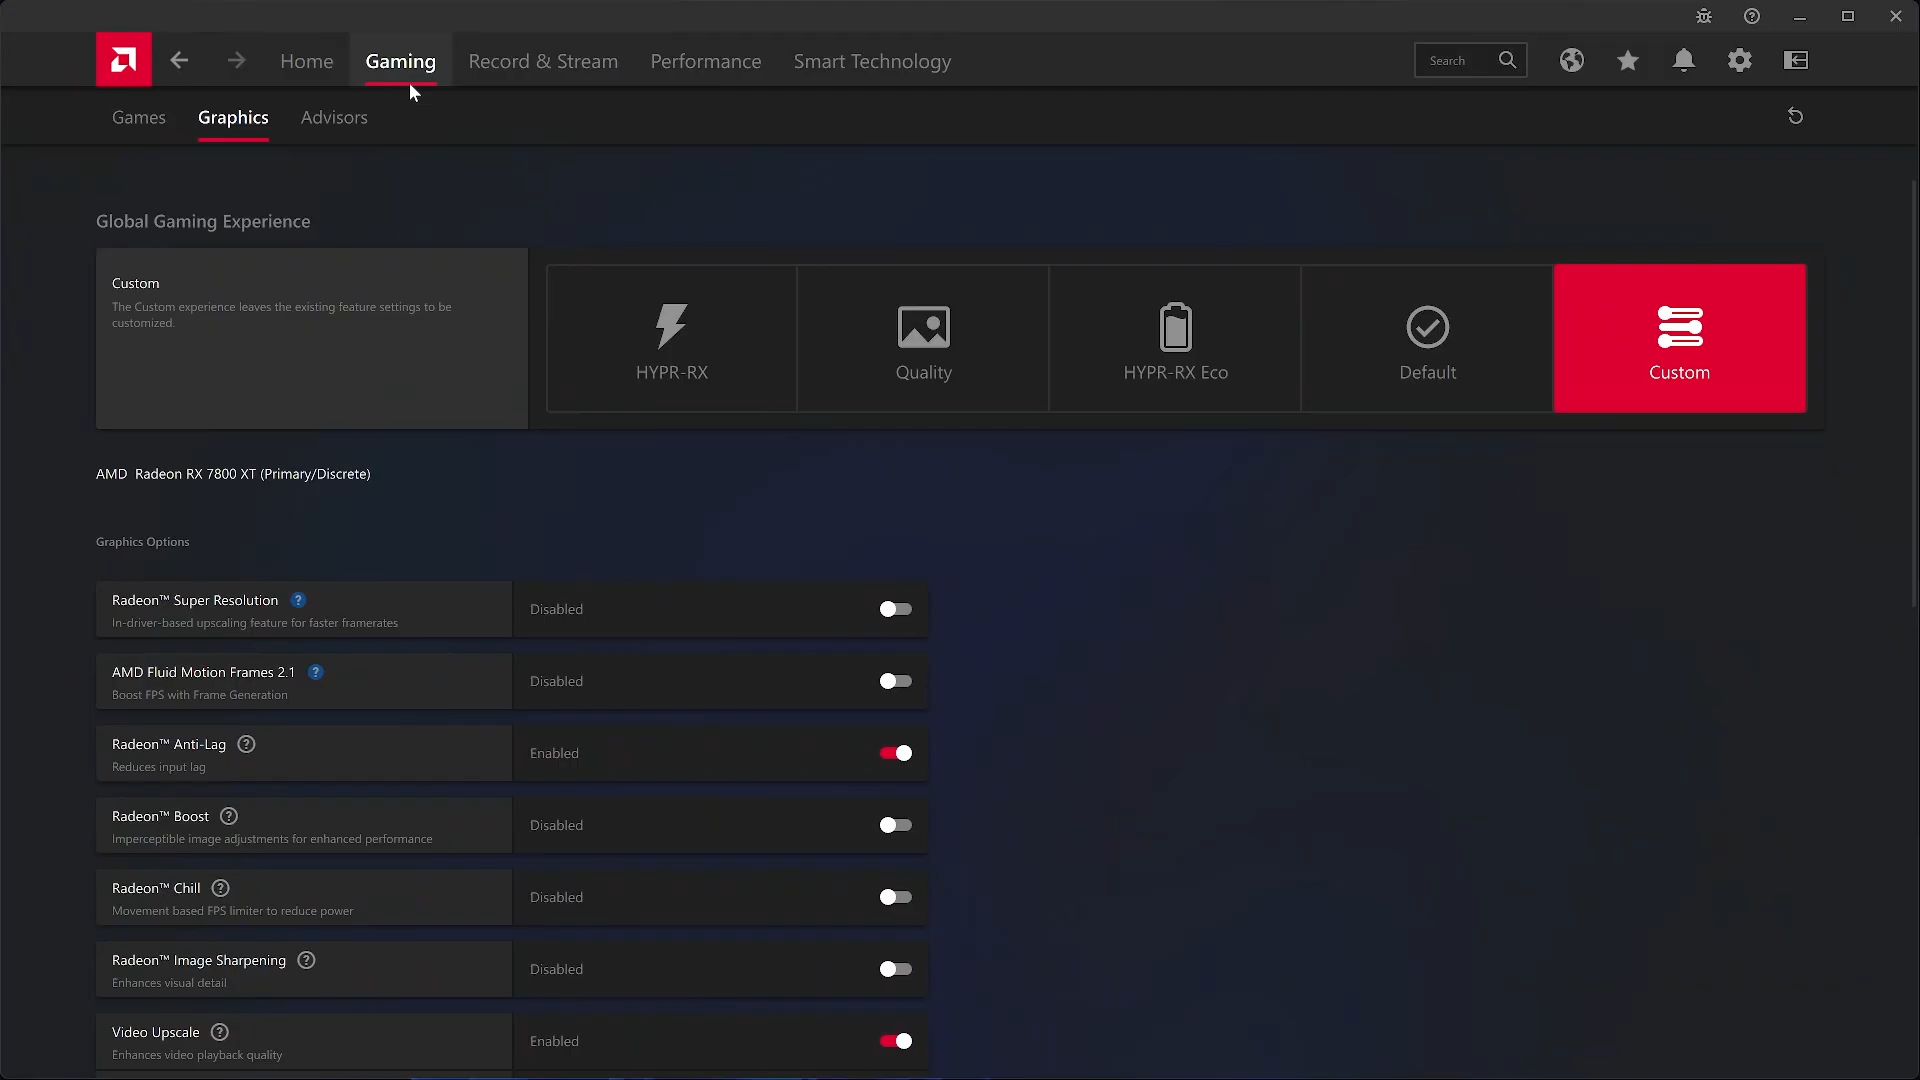 Home
Gaming
Record & Stream
Performance
Smart Technology
Search
Games
Graphics
Advisors
Global Gaming Experience
Custom
The Custom experience leaves the existing feature settings to be
customized.
HYPR-RX
Quality
HYPR-RX Eco
Default
Custom
AMD Radeon RX 7800 XT (Primary/Discrete)
Graphics Options
Radeon™ Super Resolution ?
In-driver-based upscaling feature for faster framerates
Disabled
AMD Fluid Motion Frames 2.1 ?
Boost FPS with Frame Generation
Disabled
Radeon™ Anti-Lag ?
Reduces input lag
Enabled
Radeon™ Boost ?
Imperceptible image adjustments for enhanced performance
Disabled
Radeon™ Chill ?
Movement based FPS limiter to reduce power
Disabled
Radeon™ Image Sharpening ?
Enhances visual detail
Disabled
Video Upscale ?
Enhances video playback quality
Enabled